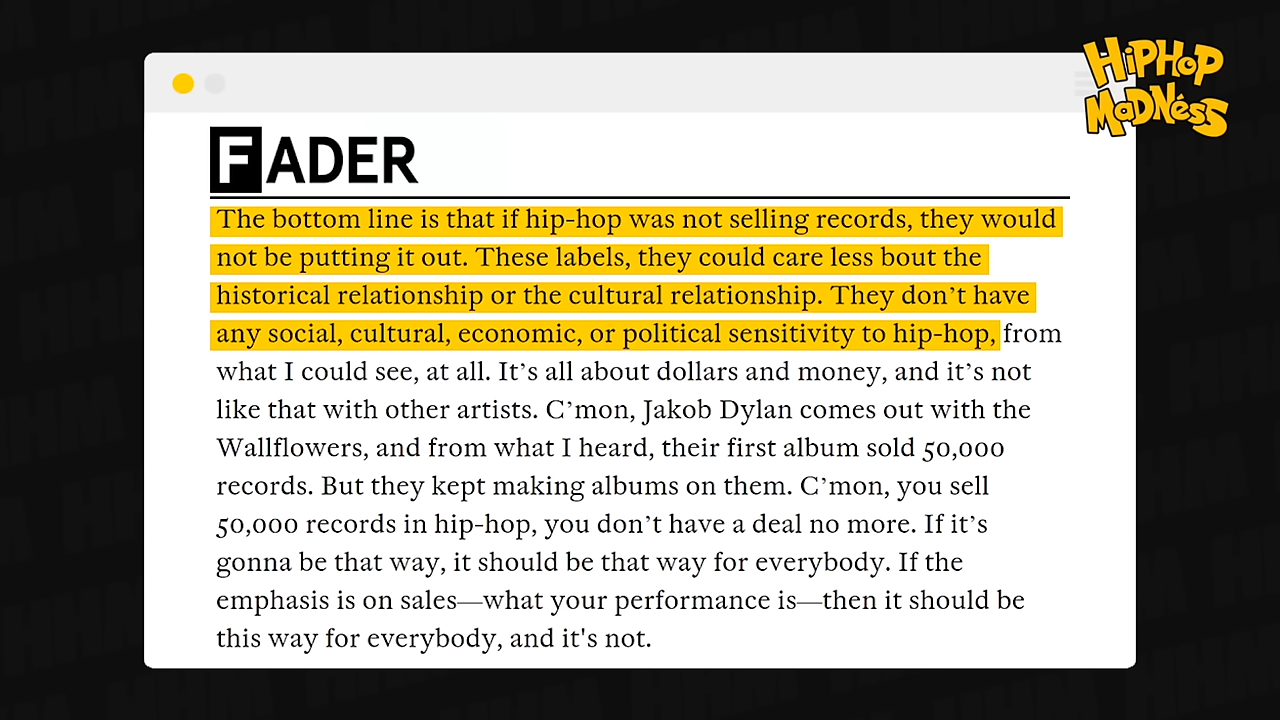 HiPHoP
MaDNéss
FADER
The bottom line is that if hip-hop was not selling records, they would
not be putting it out. These labels, they could care less bout the
historical relationship or the cultural relationship. They don’t have
any social, cultural, economic, or political sensitivity to hip-hop, from
what I could see, at all. It’s all about dollars and money, and it’s not
like that with other artists. C’mon, Jakob Dylan comes out with the
Wallflowers, and from what I heard, their first album sold 50,000
records. But they kept making albums on them. C’mon, you sell
50,000 records in hip-hop, you don’t have a deal no more. If it’s
gonna be that way, it should be that way for everybody. If the
emphasis is on sales—what your performance is—then it should be
this way for everybody, and it's not.